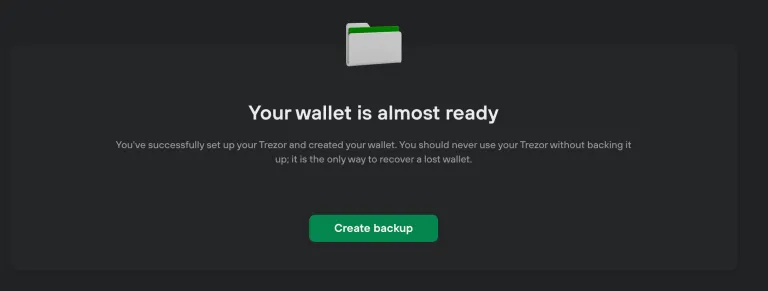 Your wallet is almost ready
You've successfully set up your Trezor and created your wallet. You should never use your Trezor without backing it
up; it is the only way to recover a lost wallet.
Create backup